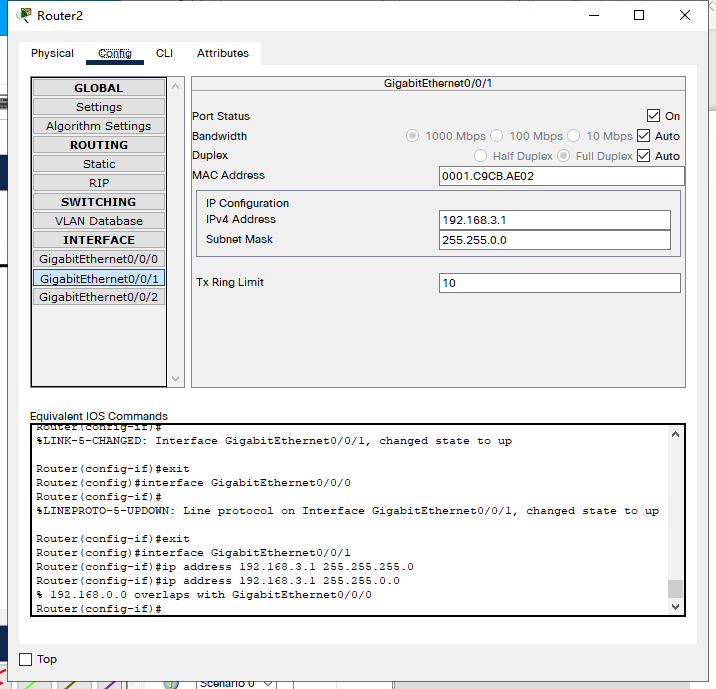 Router2
Physical Config CLI Attributes
GLOBAL
Settings
Algorithm Settings
ROUTING
Static
RIP
SWITCHING
VLAN Database
INTERFACE
GigabitEthernet0/0/0
GigabitEthernet0/0/1
GigabitEthernet0/0/2
GigabitEthernet0/0/1
Port Status On
Bandwidth 1000 Mbps 100 Mbps 10 Mbps Auto
Duplex Half Duplex Full Duplex Auto
MAC Address 0001.C9CB.AE02
IP Configuration
IPv4 Address 192.168.3.1
Subnet Mask 255.255.0.0
Tx Ring Limit 10
Equivalent IOS Commands
Router(config-if)#
%LINK-5-CHANGED: Interface GigabitEthernet0/0/1, changed state to up
Router(config-if)#exit
Router(config)#interface GigabitEthernet0/0/0
Router(config-if)#
%LINEPROTO-5-UPDOWN: Line protocol on Interface GigabitEthernet0/0/1, changed state to up
Router(config-if)#exit
Router(config)#interface GigabitEthernet0/0/1
Router(config-if)#ip address 192.168.3.1 255.255.255.0
Router(config-if)#ip address 192.168.3.1 255.255.0.0
% 192.168.0.0 overlaps with GigabitEthernet0/0/0
Router(config-if)#
Top
Scenario 0